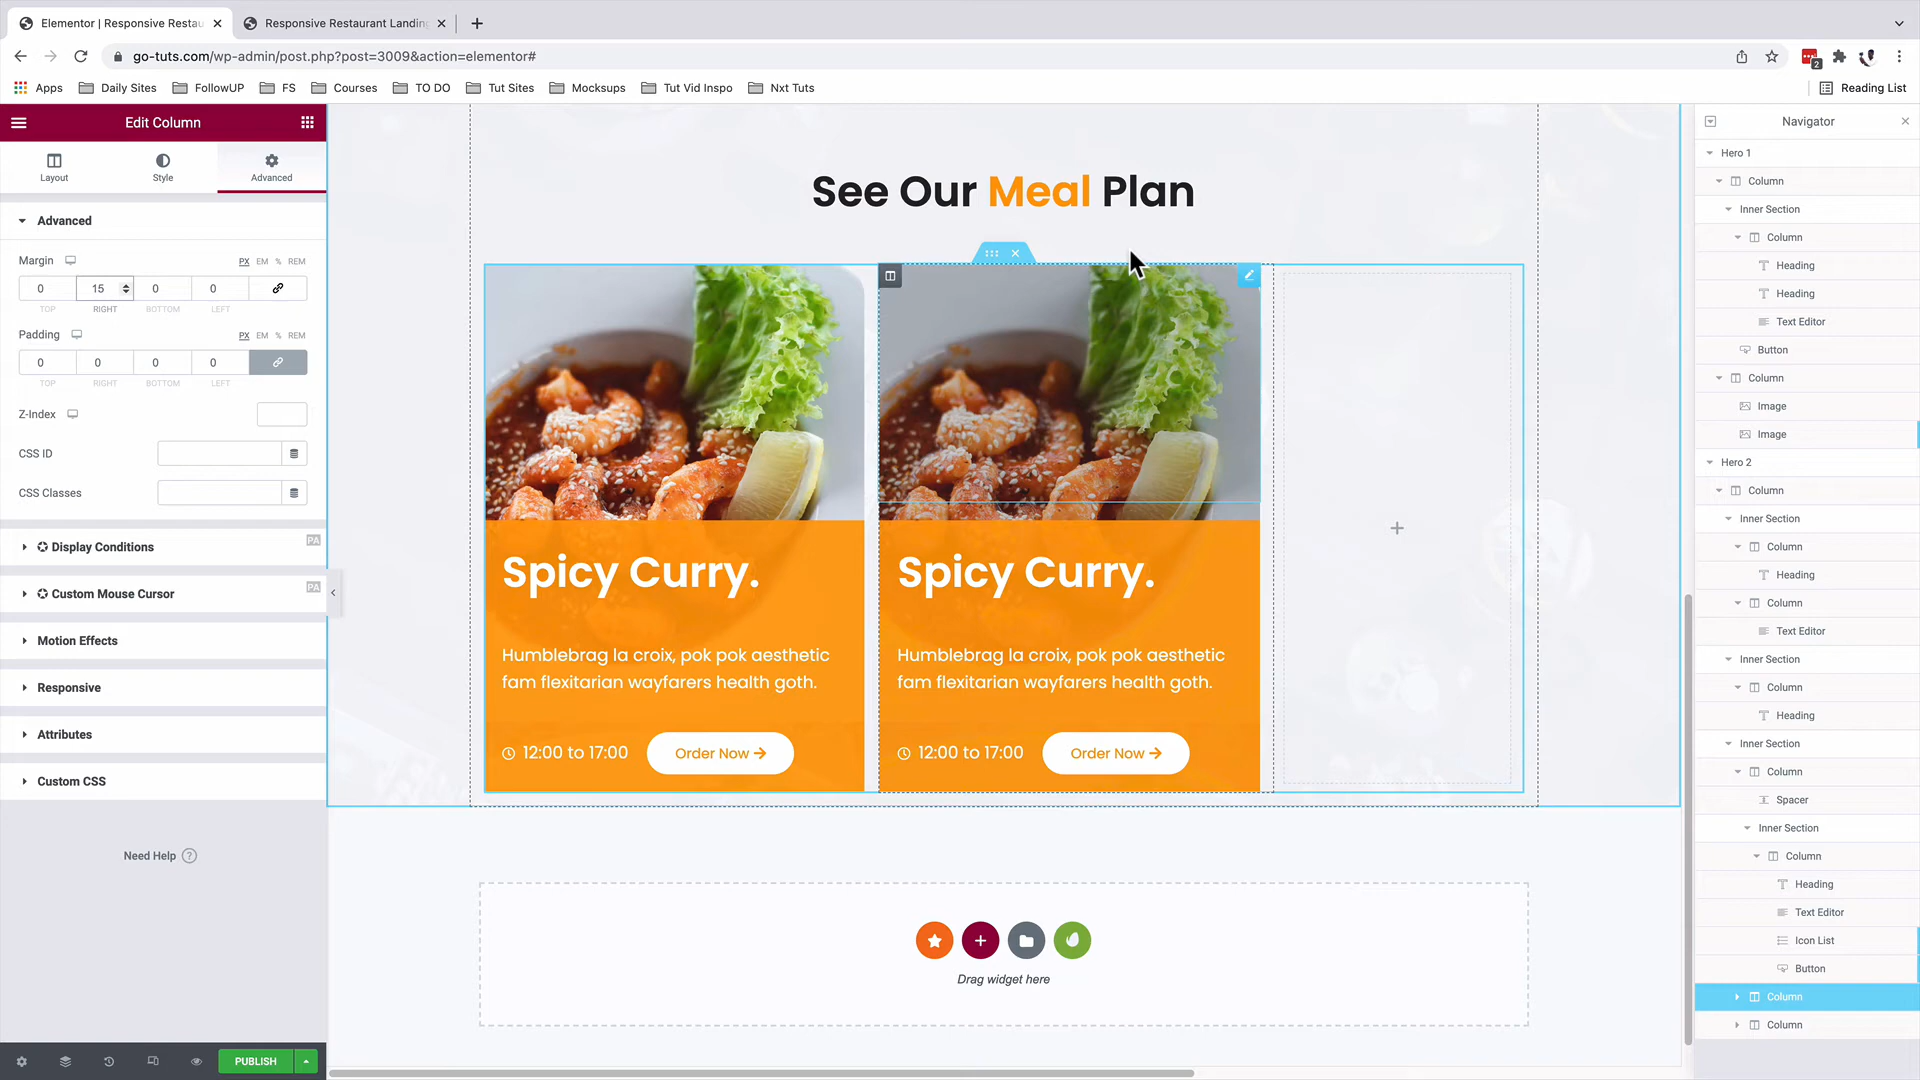 Elementor | Responsive Restau
Responsive Restaurant Landing
go-tuts.com/wp-admin/post.php?post=3009&action=elementor#
2
Apps
Daily Sites
FollowUP
FS
Courses
TO DO
Tut Sites
Mocksups
Tut Vid Inspo
Nxt Tuts
Reading List
Edit Column
Layout
Style
Advanced
Advanced
Margin
PX EM % REM
0 15 0 0
TOP RIGHT BOTTOM LEFT
Padding
PX EM % REM
0 0 0 0
TOP RIGHT BOTTOM LEFT
Z-Index
CSS ID
CSS Classes
Display Conditions
PA
Custom Mouse Cursor
PA
Motion Effects
Responsive
Attributes
Custom CSS
Need Help ?
PUBLISH
See Our Meal Plan
Spicy Curry.
Humblebrag la croix, pok pok aesthetic
fam flexitarian wayfarers health goth.
12:00 to 17:00
Order Now
Spicy Curry.
Humblebrag la croix, pok pok aesthetic
fam flexitarian wayfarers health goth.
12:00 to 17:00
Order Now
Drag widget here
Navigator
Hero 1
Column
Inner Section
Column
Heading
Heading
Text Editor
Button
Column
Image
Image
Hero 2
Column
Inner Section
Column
Heading
Column
Text Editor
Inner Section
Column
Heading
Inner Section
Column
Spacer
Inner Section
Column
Heading
Text Editor
Icon List
Button
Column
Column